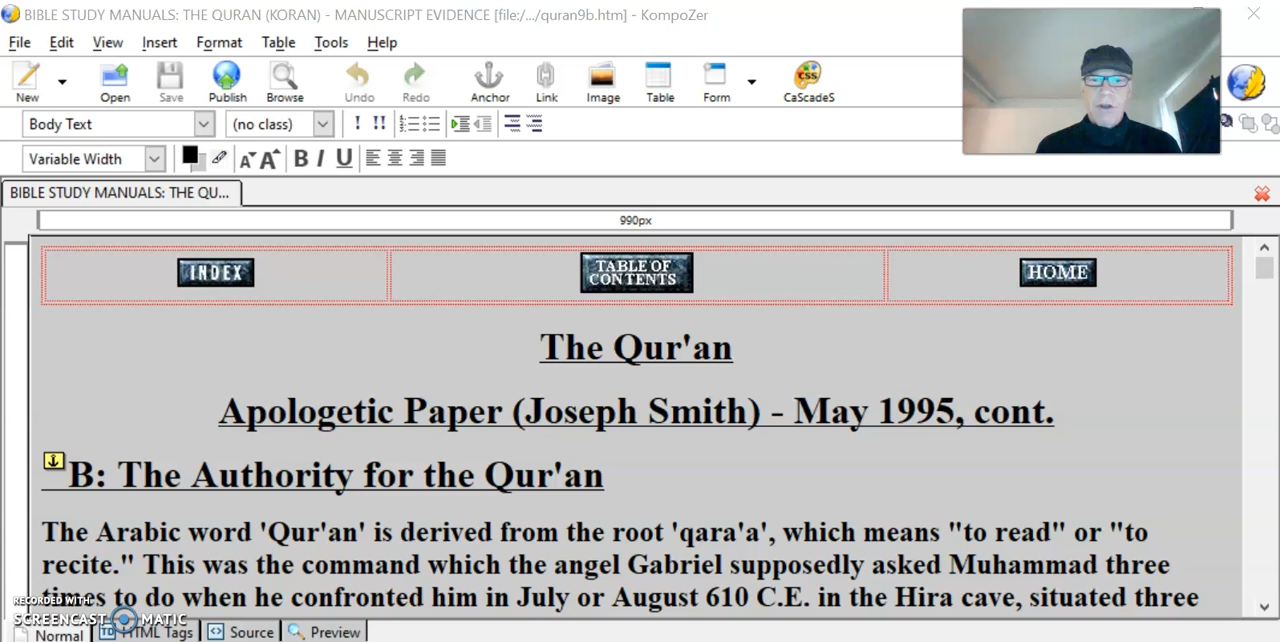 BIBLE STUDY MANUALS: THE QURAN (KORAN) - MANUSCRIPT EVIDENCE [file:/.../quran9b.htm] - KompoZer
File Edit View Insert Format Table Tools Help
New Open Save Publish Browse Undo Redo Anchor Link Image Table Form CaScadeS
Body Text (no class) ! !!
Variable Width A A B I U
BIBLE STUDY MANUALS: THE QU...
990px
INDEX TABLE OF CONTENTS HOME
The Qur'an
Apologetic Paper (Joseph Smith) - May 1995, cont.
B: The Authority for the Qur'an
The Arabic word 'Qur'an' is derived from the root 'qara'a', which means "to read" or "to
recite." This was the command which the angel Gabriel supposedly asked Muhammad three
times to do when he confronted him in July or August 610 C.E. in the Hira cave, situated three
RECORDED WITH
SCREENCAST MATIC
Normal TD HTML Tags Source Preview